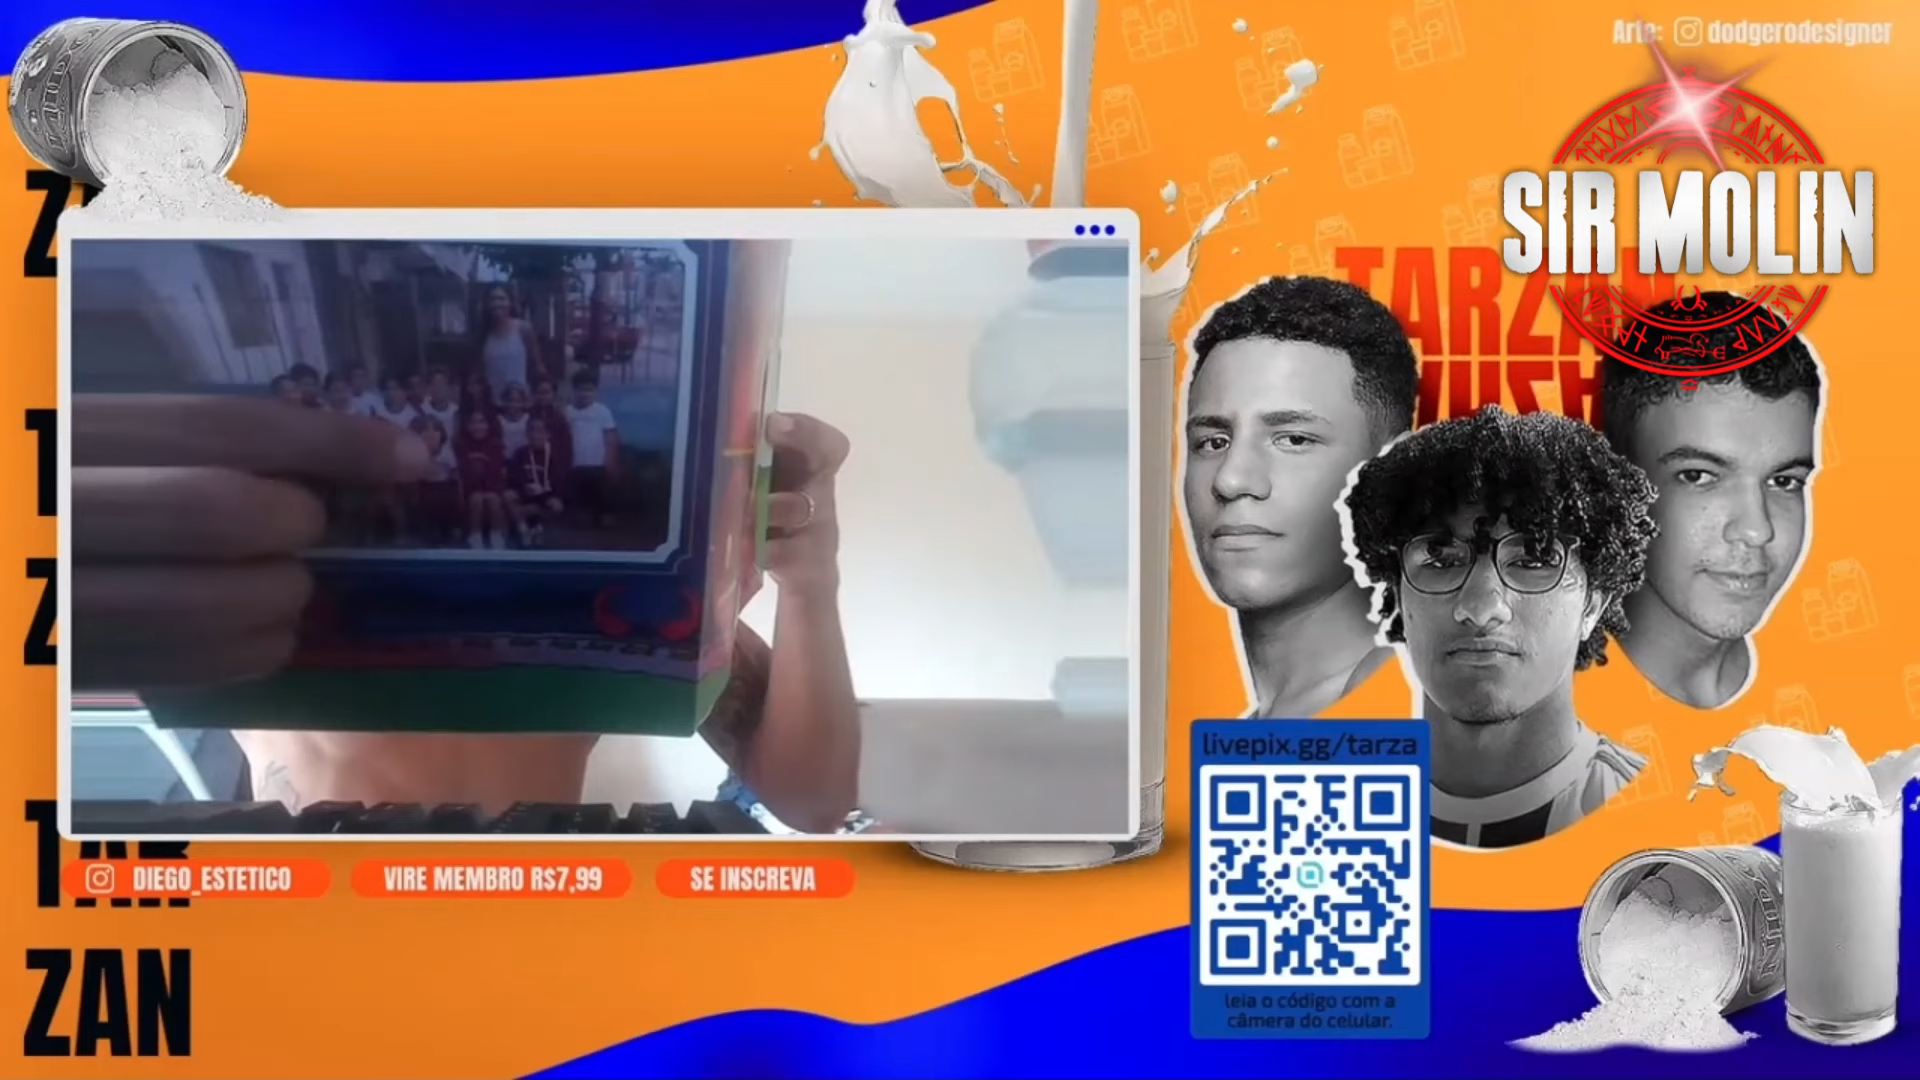 Arte: dodgerodesigner
SIR MOLIN
TARZAN
livepix.gg/tarza
leia o código com a
câmera do celular.
DIEGO_ESTETICO
VIRE MEMBRO R$7,99
SE INSCREVA
TAR
ZAN